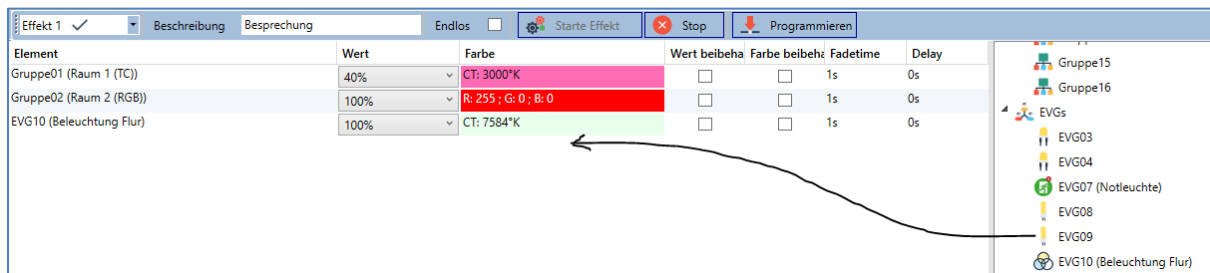 Effekt 1 Beschreibung Besprechung Endlos Starte Effekt Stop Programmieren
Element Wert Farbe Wert beibeha Farbe beibeha Fadetime Delay
Gruppe01 (Raum 1 (TC)) 40% CT: 3000°K 1s 0s
Gruppe02 (Raum 2 (RGB)) 100% R: 255 ; G: 0 ; B: 0 1s 0s
EVG10 (Beleuchtung Flur) 100% CT: 7584°K 1s 0s
Gruppe15
Gruppe16
EVGs
EVG03
EVG04
EVG07 (Notleuchte)
EVG08
EVG09
EVG10 (Beleuchtung Flur)